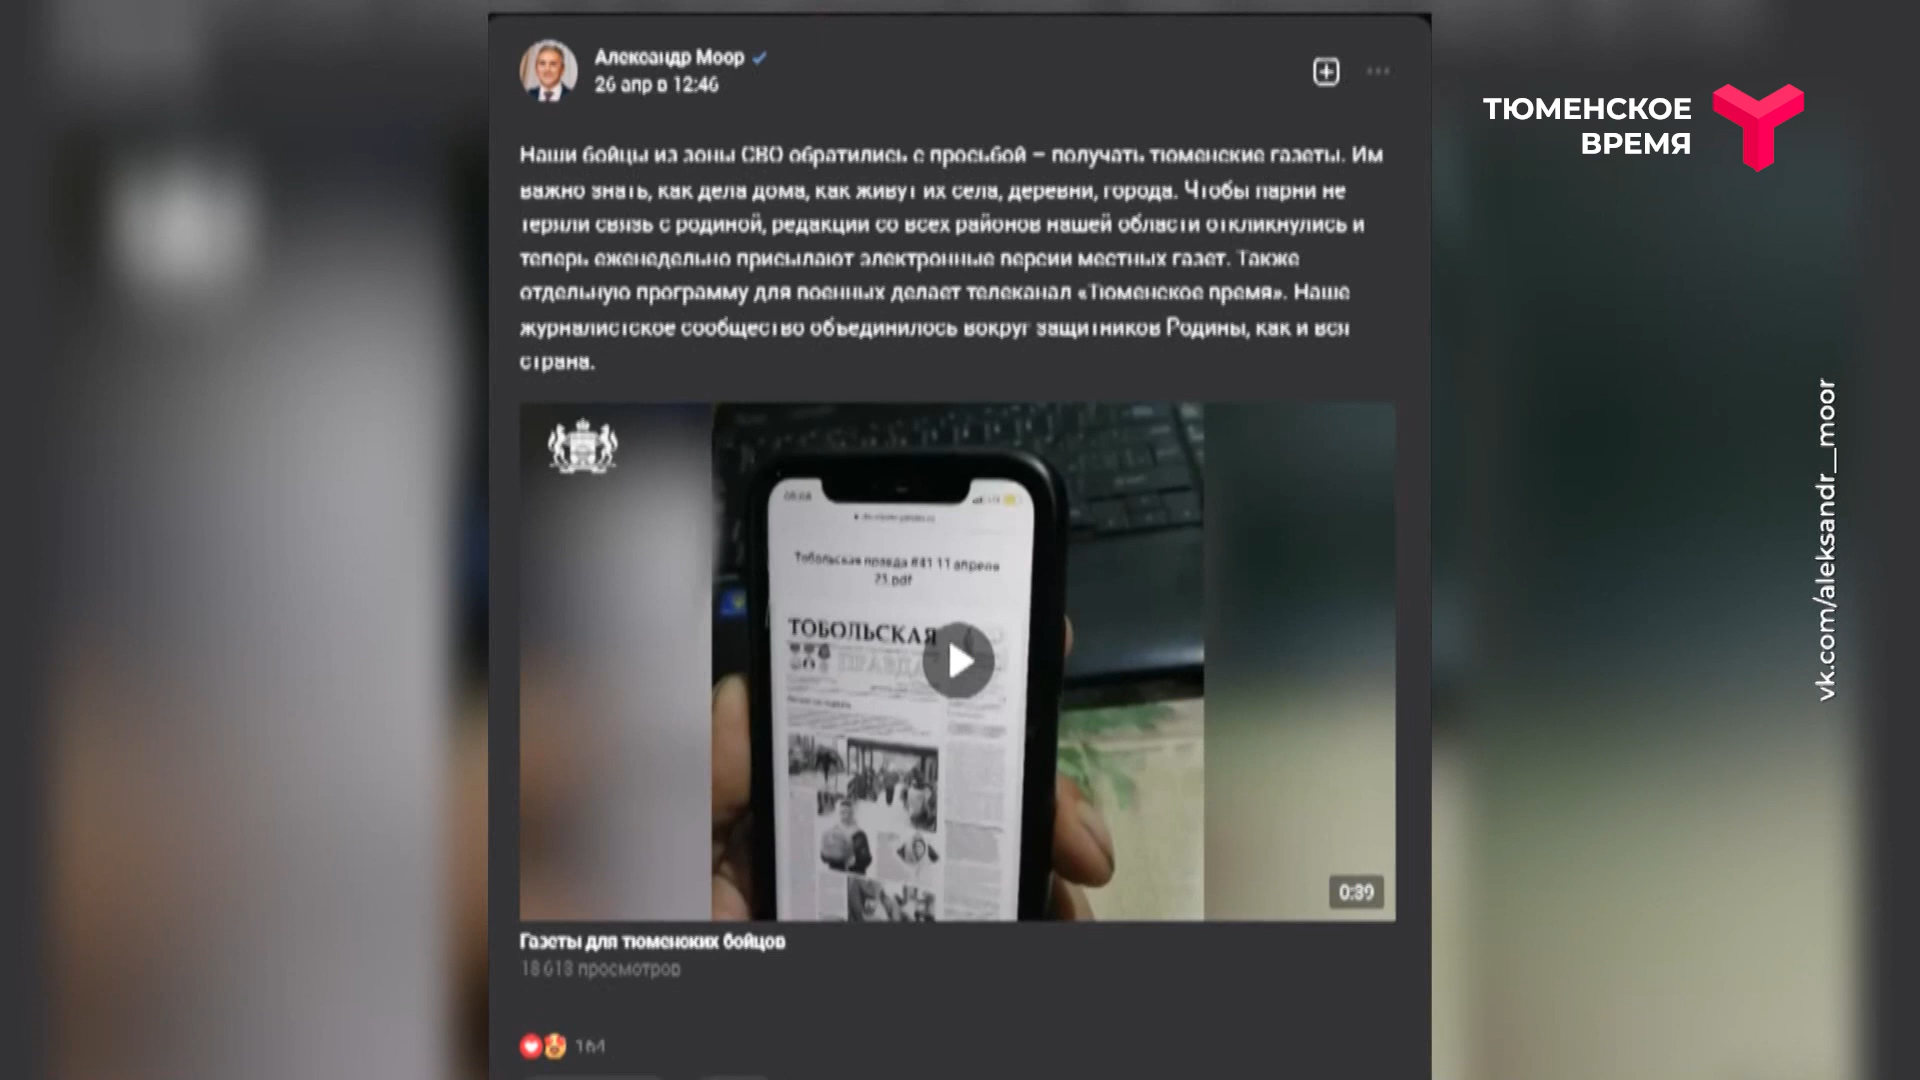 Александр Моор
26 апр в 12:46
ТЮМЕНСКОЕ
ВРЕМЯ
Наши бойцы из зоны СВО обратились с просьбой – получать тюменские газеты. Им
важно знать, как дела дома, как живут их села, деревни, города. Чтобы парни не
теряли связь с родиной, редакции со всех районов нашей области откликнулись и
теперь еженедельно присылают электронные версии местных газет. Также
отдельную программу для военных делает телеканал «Тюменское время». Наше
журналистское сообщество объединилось вокруг защитников Родины, как и вся
страна.
vk.com/aleksandr__moor
Тобольская правда #41 11 апреля
23.pdf
ТОБОЛЬСКАЯ
ПРАВДА
0:39
Газеты для тюменских бойцов
18 618 просмотров
164